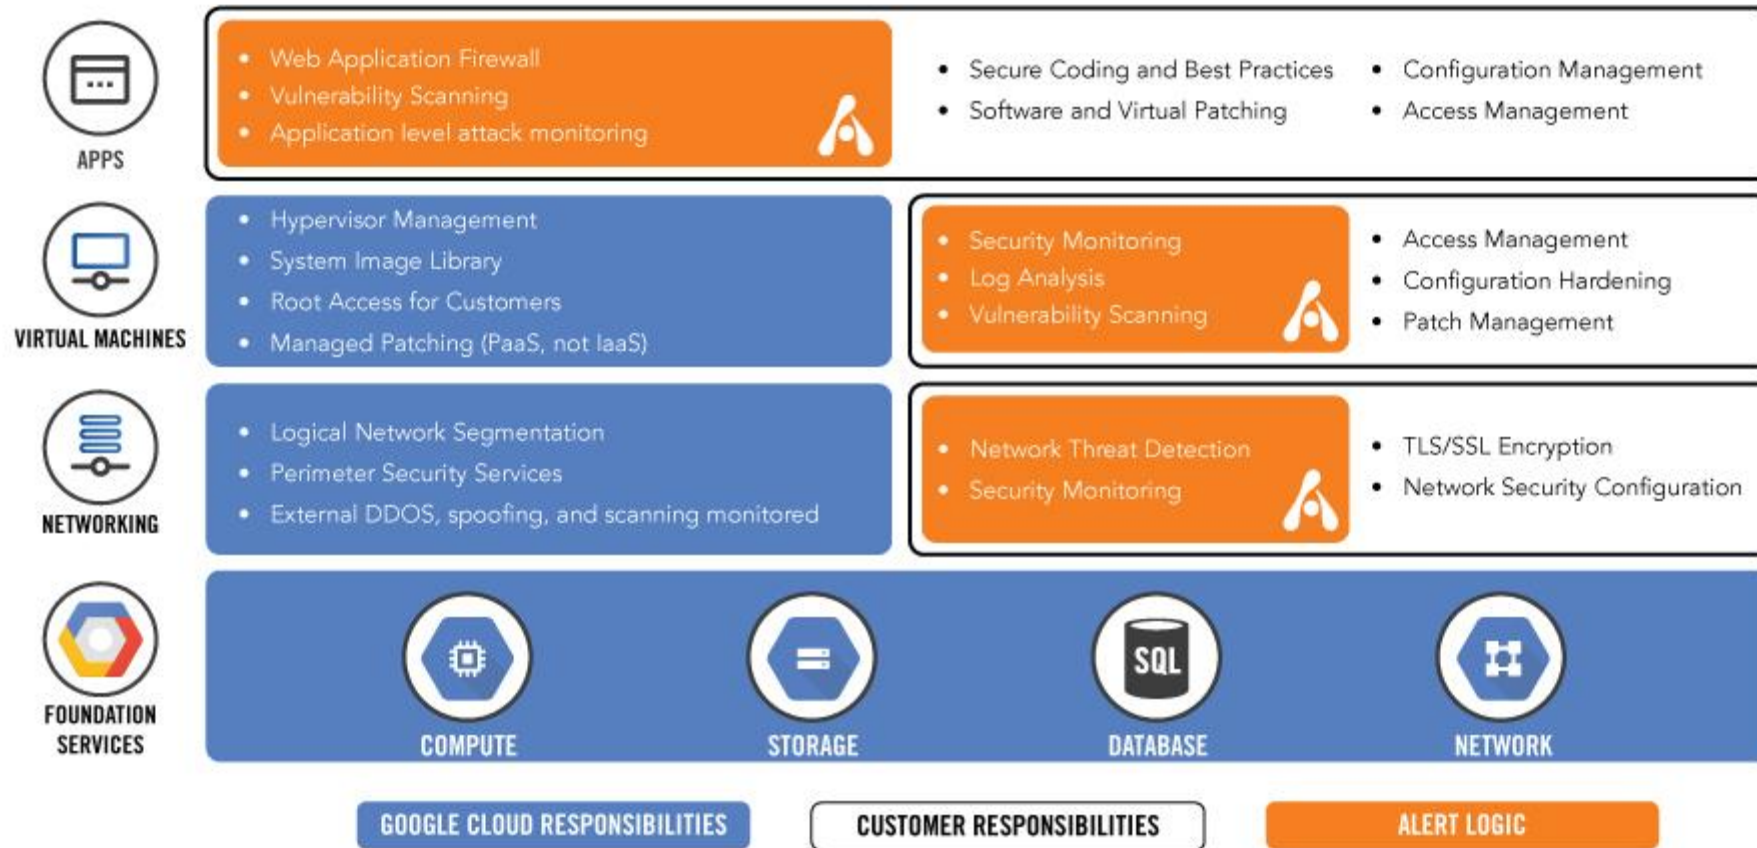 APPS
• Web Application Firewall
• Vulnerability Scanning
• Application level attack monitoring
• Secure Coding and Best Practices
• Software and Virtual Patching
• Configuration Management
• Access Management
VIRTUAL MACHINES
• Hypervisor Management
• System Image Library
• Root Access for Customers
• Managed Patching (PaaS, not IaaS)
• Security Monitoring
• Log Analysis
• Vulnerability Scanning
• Access Management
• Configuration Hardening
• Patch Management
NETWORKING
• Logical Network Segmentation
• Perimeter Security Services
• External DDOS, spoofing, and scanning monitored
• Network Threat Detection
• Security Monitoring
• TLS/SSL Encryption
• Network Security Configuration
FOUNDATION
SERVICES
COMPUTE
STORAGE
SQL
DATABASE
NETWORK
GOOGLE CLOUD RESPONSIBILITIES
CUSTOMER RESPONSIBILITIES
ALERT LOGIC